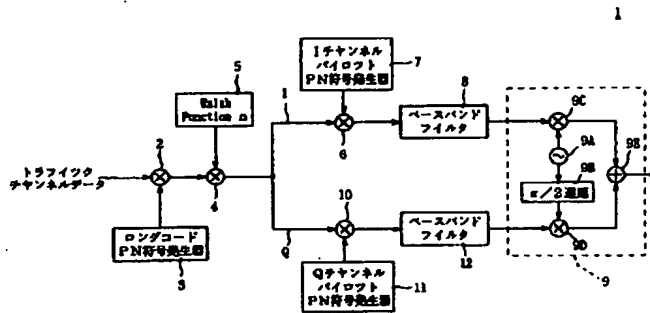 1
Iチャンネル
パイロット
PN符号発生器
7
5
Walsh
Function n
I
6
8
ベースバンド
フイルタ
9C
9A
9B
π/2遅延
9E
9D
9
トラフイツク
チャンネルデータ
2
4
ロングコード
PN符号発生器
3
Q
10
ベースバンド
フイルタ
12
Qチャンネル
パイロット
PN符号発生器
11